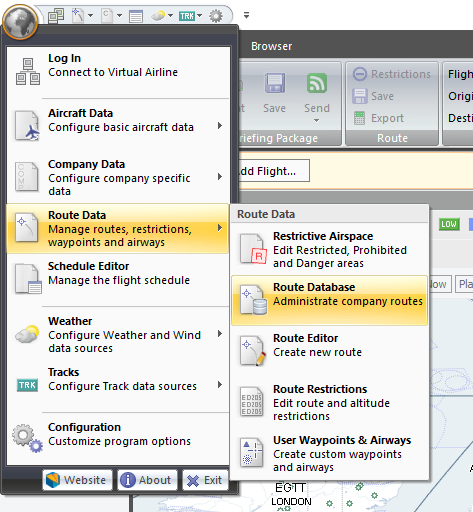 TRK
Browser
Log In
Connect to Virtual Airline
Aircraft Data
Configure basic aircraft data
Company Data
Configure company specific
data
Route Data
Manage routes, restrictions,
waypoints and airways
Schedule Editor
Manage the flight schedule
Weather
Configure Weather and Wind
data sources
TRK
Tracks
Configure Track data sources
Configuration
Customize program options
Website
About
Exit
Route Data
Restrictive Airspace
Edit Restricted, Prohibited
and Danger areas
Route Database
Administrate company routes
Route Editor
Create new route
Route Restrictions
Edit route and altitude
restrictions
User Waypoints & Airways
Create custom waypoints
and airways
Save
Send
riefing Package
Restrictions
Save
Export
Route
Flight
Origi
Desti
dd Flight...
LOW
Now
Pla
EGTT
LONDON